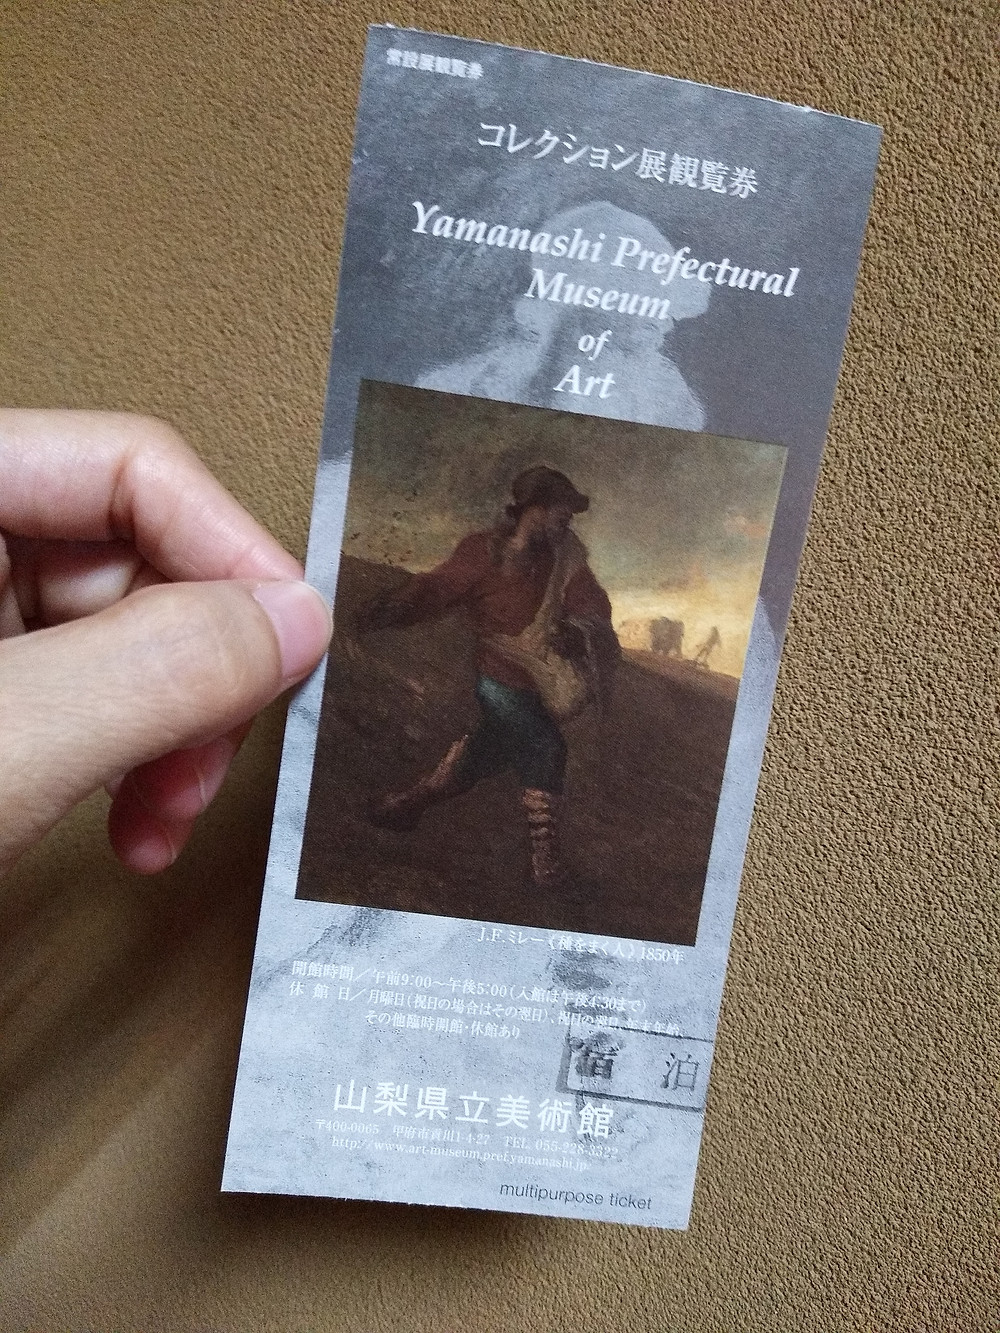 常設展観覧券
コレクション展観覧券
Yamanashi Prefectural
Museum
of
Art
J.F.ミレー《種をまく人》1850年
開館時間／午前9:00～午後5:00（入館は午後4:30まで）
休館日／月曜日（祝日の場合はその翌日）、祝日の翌日、年末年始
その他臨時開館・休館あり
宿 泊
山梨県立美術館
〒400-0065 甲府市貢川1-4-27 TEL 055-228-3322
http://www.art-museum.pref.yamanashi.jp/
multipurpose ticket